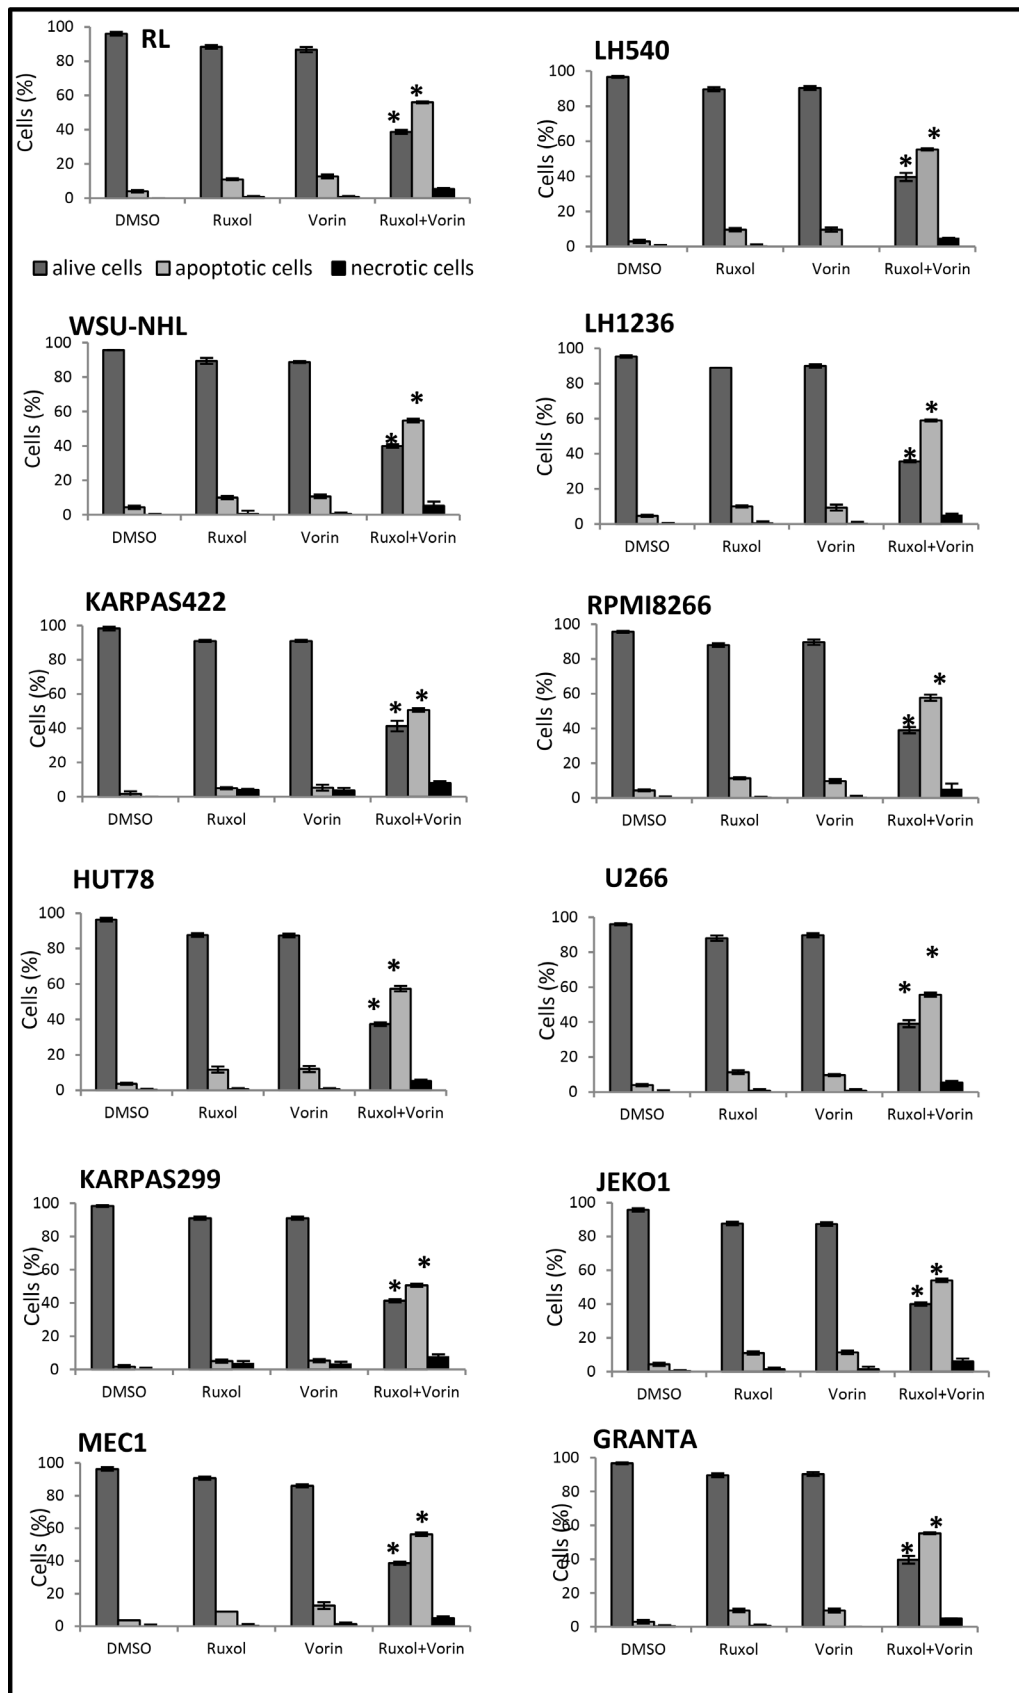 RL
Cells (%)
100
80
60
40
20
0
* *
DMSO Ruxol Vorin Ruxol+Vorin
alive cells apoptotic cells necrotic cells
LH540
Cells (%)
100
80
60
40
20
0
* *
DMSO Ruxol Vorin Ruxol+Vorin
WSU-NHL
Cells (%)
100
80
60
40
20
0
* *
DMSO Ruxol Vorin Ruxol+Vorin
LH1236
Cells (%)
100
80
60
40
20
0
* *
DMSO Ruxol Vorin Ruxol+Vorin
KARPAS422
Cells (%)
100
80
60
40
20
0
* *
DMSO Ruxol Vorin Ruxol+Vorin
RPMI8266
Cells (%)
100
80
60
40
20
0
* *
DMSO Ruxol Vorin Ruxol+Vorin
HUT78
Cells (%)
100
80
60
40
20
0
* *
DMSO Ruxol Vorin Ruxol+Vorin
U266
Cells (%)
100
80
60
40
20
0
* *
DMSO Ruxol Vorin Ruxol+Vorin
KARPAS299
Cells (%)
100
80
60
40
20
0
* *
DMSO Ruxol Vorin Ruxol+Vorin
JEKO1
Cells (%)
100
80
60
40
20
0
* *
DMSO Ruxol Vorin Ruxol+Vorin
MEC1
Cells (%)
100
80
60
40
20
0
* *
DMSO Ruxol Vorin Ruxol+Vorin
GRANTA
Cells (%)
100
80
60
40
20
0
* *
DMSO Ruxol Vorin Ruxol+Vorin